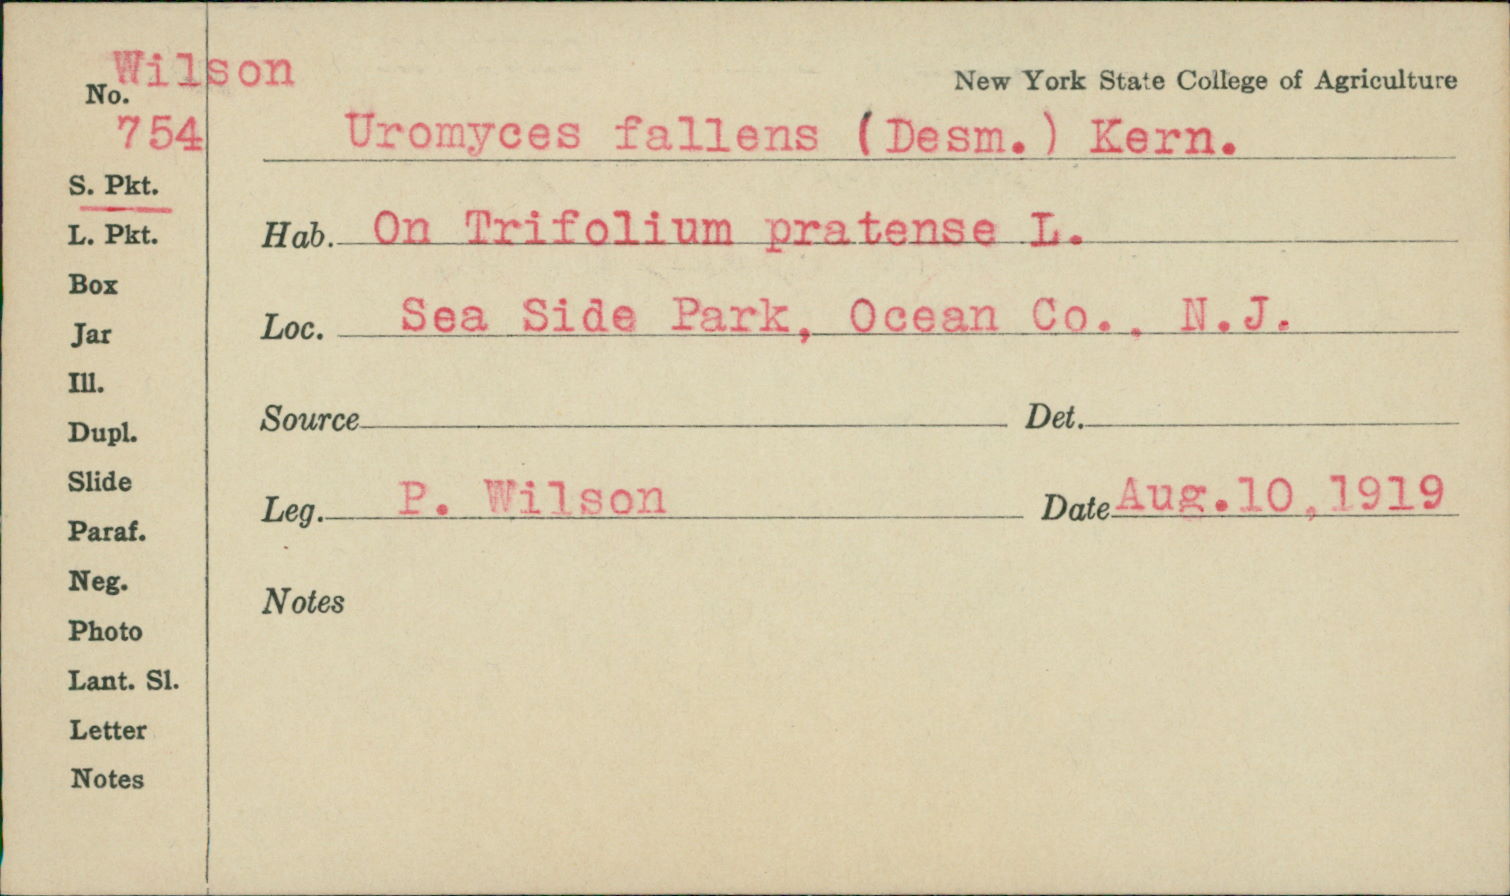 Wilson
No.
754
New York State College of Agriculture
Uromyces fallens (Desm.) Kern.
S. Pkt.
L. Pkt.
Box
Jar
Ill.
Dupl.
Slide
Paraf.
Neg.
Photo
Lant. Sl.
Letter
Notes
Hab. On Trifolium pratense L.
Loc. Sea Side Park, Ocean Co., N.J.
Source Det.
Leg. P. Wilson Date Aug.10,1919
Notes